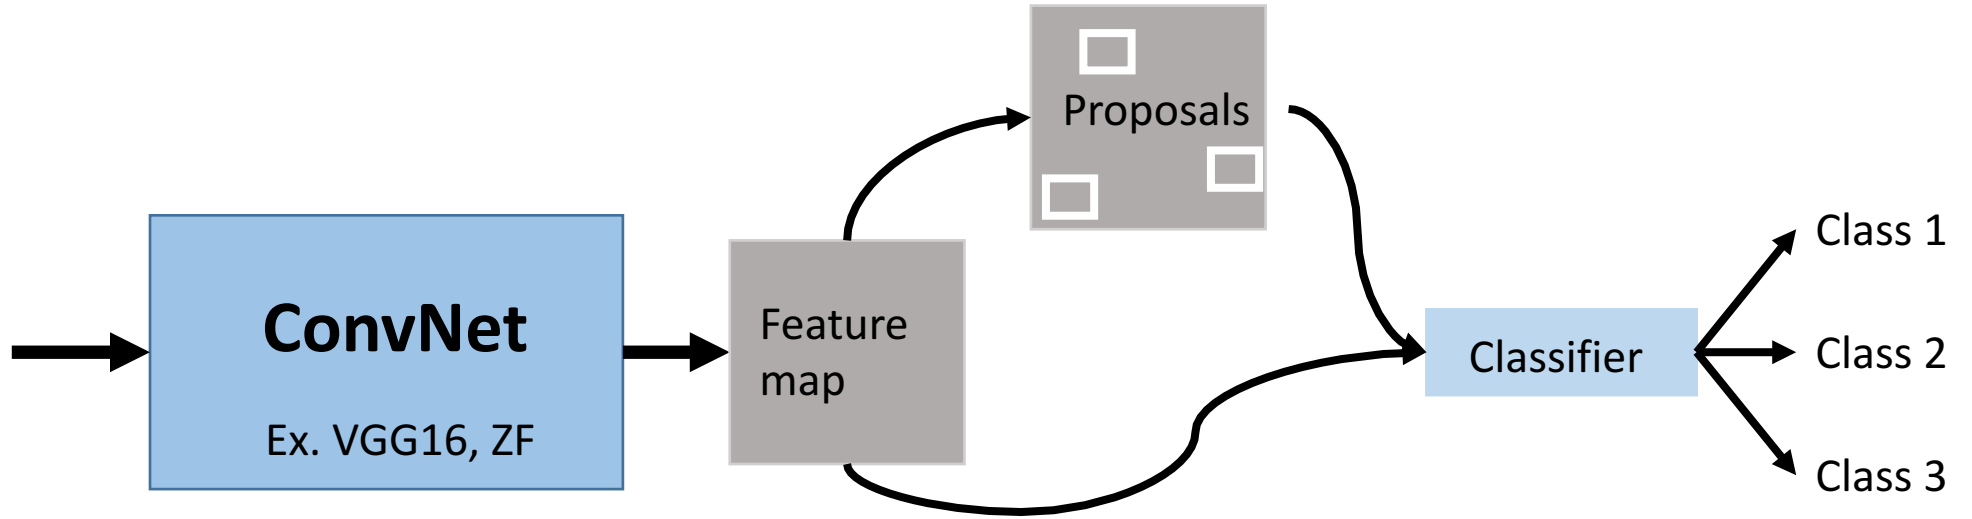 ConvNet
Ex. VGG16, ZF
Feature
map
Proposals
Classifier
Class 1
Class 2
Class 3